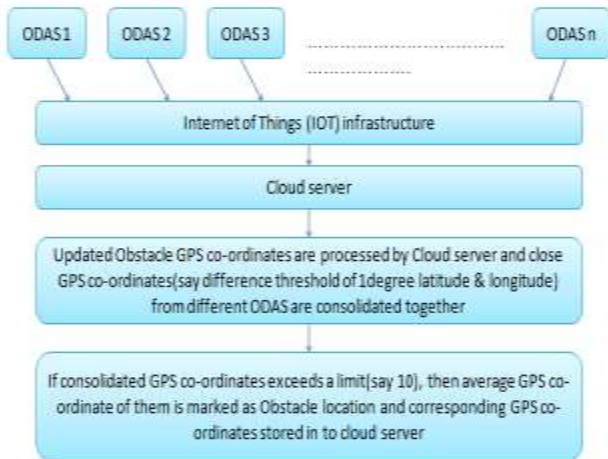 ODAS 1
ODAS 2
ODAS 3
ODAS n
Internet of Things (IOT) infrastructure
Cloud server
Updated Obstacle GPS co-ordinates are processed by Cloud server and close
GPS co-ordinates(say difference threshold of 1degree latitude & longitude)
from different ODAS are consolidated together
If consolidated GPS co-ordinates exceeds a limit(say 10), then average GPS co-
ordinate of them is marked as Obstacle location and corresponding GPS co-
ordinates stored in to cloud server